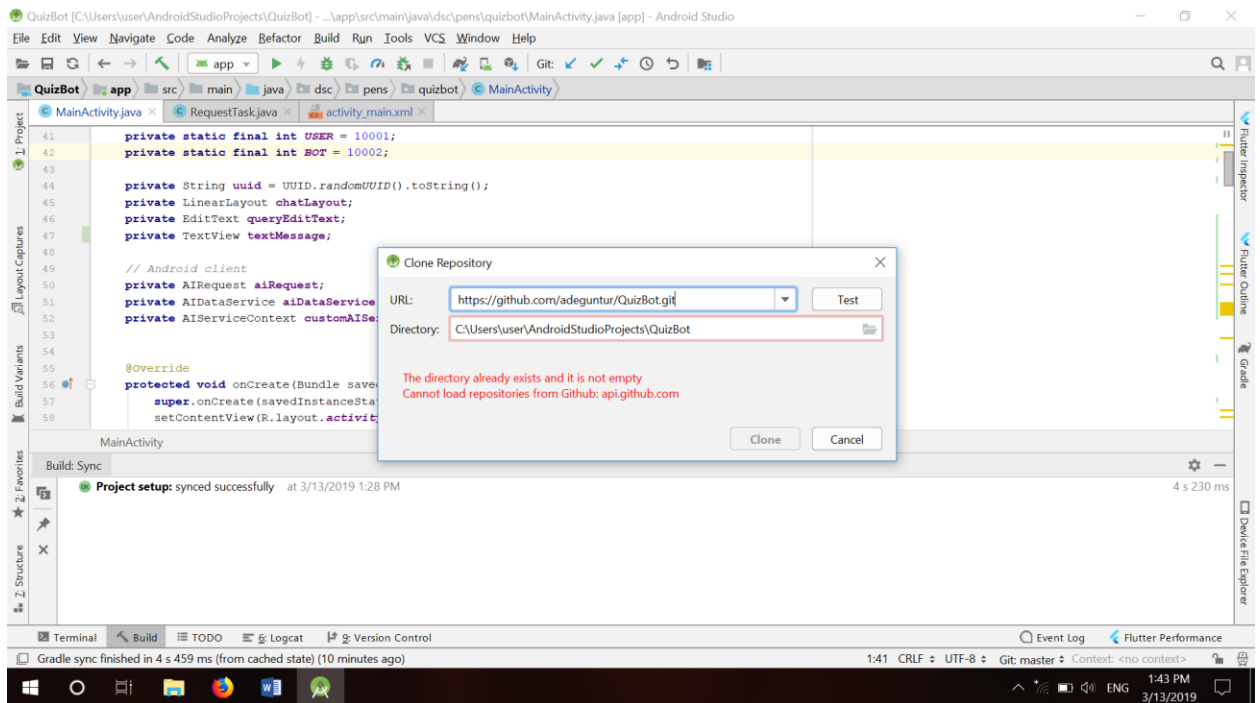 QuizBot [C:\Users\user\AndroidStudioProjects\QuizBot] - ...\app\src\main\java\dsc\pens\quizbot\MainActivity.java [app] - Android Studio
File Edit View Navigate Code Analyze Refactor Build Run Tools VCS Window Help
app Git:
QuizBot app src main java dsc pens quizbot MainActivity
MainActivity.java RequestTask.java activity_main.xml
1: Project
Layout Captures
Build Variants
2: Favorites
Z: Structure
41 private static final int USER = 10001;
42 private static final int BOT = 10002;
43
44 private String uuid = UUID.randomUUID().toString();
45 private LinearLayout chatLayout;
46 private EditText queryEditText;
47 private TextView textMessage;
48
49 // Android client
50 private AIRequest aiRequest;
51 private AIDataService aiDataService
52 private AIServiceContext customAISe
53
54
55 @Override
56 protected void onCreate(Bundle save
57 super.onCreate(savedInstanceSta
58 setContentView(R.layout.activit
MainActivity
Clone Repository
URL: https://github.com/adeguntur/QuizBot.git Test
Directory: C:\Users\user\AndroidStudioProjects\QuizBot
The directory already exists and it is not empty
Cannot load repositories from Github: api.github.com
Clone Cancel
Flutter Inspector
Flutter Outline
Gradle
Device File Explorer
Build: Sync
Project setup: synced successfully at 3/13/2019 1:28 PM 4 s 230 ms
Terminal Build TODO 6: Logcat 9: Version Control Event Log Flutter Performance
Gradle sync finished in 4 s 459 ms (from cached state) (10 minutes ago) 1:41 CRLF UTF-8 Git: master Context: <no context>
ENG 1:43 PM
3/13/2019